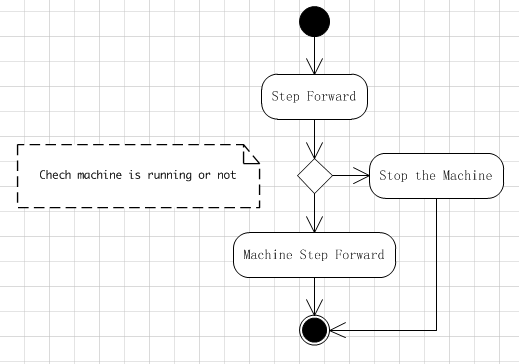 Step Forward
Chech machine is running or not
Stop the Machine
Machine Step Forward